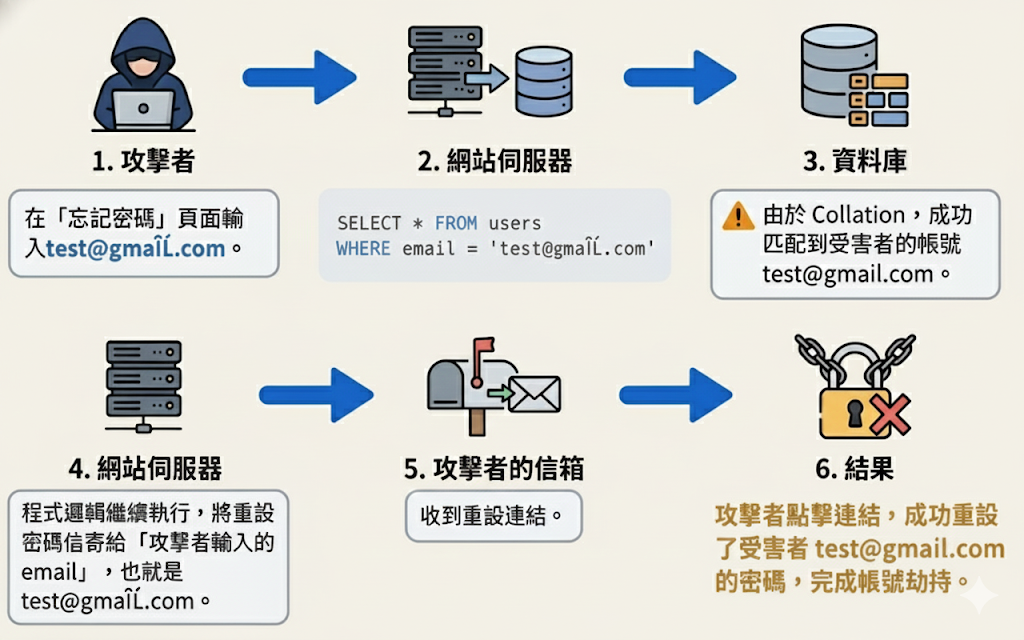 1. 攻擊者
在「忘記密碼」頁面輸
入test@gmaîĹ.com。
2. 網站伺服器
SELECT * FROM users
WHERE email = 'test@gmaîĹ.com'
3. 資料庫
由於 Collation，成功
匹配到受害者的帳號
test@gmail.com。
4. 網站伺服器
程式邏輯繼續執行，將重設
密碼信寄給「攻擊者輸入的
email」，也就是
test@gmaîĹ.com。
5. 攻擊者的信箱
收到重設連結。
6. 結果
攻擊者點擊連結，成功重設
了受害者 test@gmail.com
的密碼，完成帳號劫持。